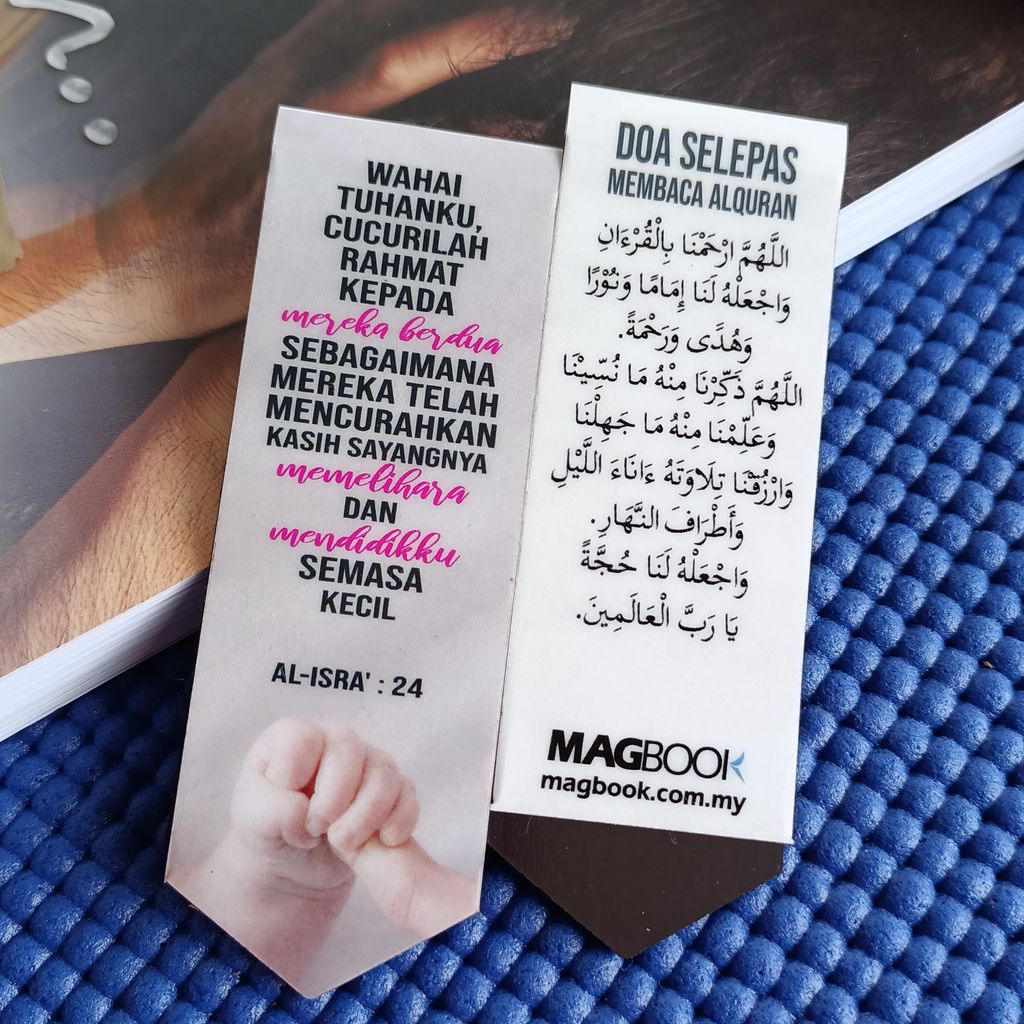 WAHAI
TUHANKU,
CUCURILAH
RAHMAT
KEPADA
mereka berdua
SEBAGAIMANA
MEREKA TELAH
MENCURAHKAN
KASIH SAYANGNYA
memelihara
DAN
mendidikku
SEMASA
KECIL
AL-ISRA' : 24
DOA SELEPAS
MEMBACA ALQURAN
اللَّهُمَّ ارْحَمْنَا بِالْقُرْءَانِ
وَاجْعَلْهُ لَنَا إِمَامًا وَنُوْرًا
وَهُدًى وَرَحْمَةً.
اللَّهُمَّ ذَكِّرْنَا مِنْهُ مَا نُسِّيْنَا
وَعَلِّمْنَا مِنْهُ مَا جَهِلْنَا
وَارْزُقْنَا تِلَاوَتَهُ ءَانَاءَ اللَّيْلِ
وَأَطْرَافَ النَّهَارِ.
وَاجْعَلْهُ لَنَا حُجَّةً
يَا رَبَّ الْعَالَمِينَ.
MAGBOOK
magbook.com.my
?